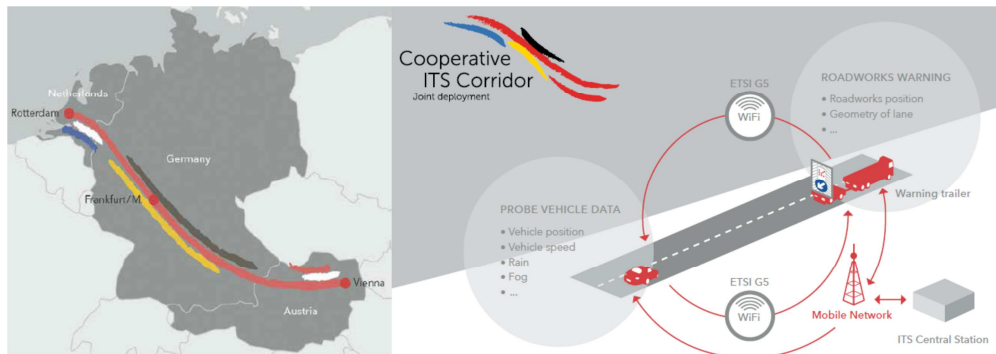 Netherlands
Rotterdam
Germany
Frankfurt/M
Vienna
Austria
Cooperative
ITS Corridor
Joint deployment
ETSI G5
WiFi
ROADWORKS WARNING
• Roadworks position
• Geometry of lane
• ...
Warning trailer
PROBE VEHICLE DATA
• Vehicle position
• Vehicle speed
• Rain
• Fog
• ...
ETSI G5
WiFi
Mobile Network
ITS Central Station